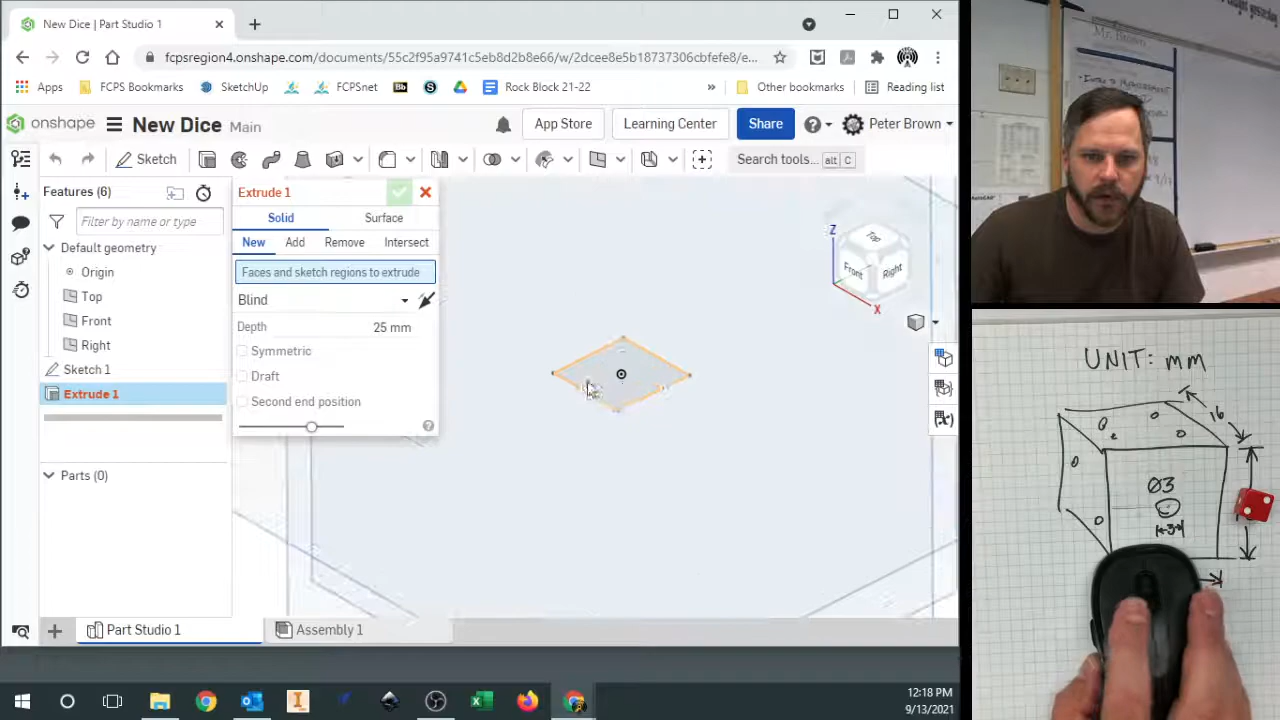 New Dice | Part Studio 1
fcpsregion4.onshape.com/documents/55c2f95a9741c5eb8d2b8e66/w/2dcee8e5b18737306cbfefe8/e...
Apps
FCPS Bookmarks
SketchUp
FCPSnet
Bb
Rock Block 21-22
»
Other bookmarks
Reading list
onshape
New Dice Main
App Store
Learning Center
Share
Peter Brown
Sketch
Search tools... alt C
Features (6)
Filter by name or type
Default geometry
Origin
Top
Front
Right
Sketch 1
Extrude 1
Parts (0)
Extrude 1
Solid
Surface
New
Add
Remove
Intersect
Faces and sketch regions to extrude
Blind
Depth 25 mm
Symmetric
Draft
Second end position
Z
Top
Front
Right
X
Part Studio 1
Assembly 1
12:18 PM
9/13/2021
Mr. Brown
UNIT: mm
16
Ø3
3